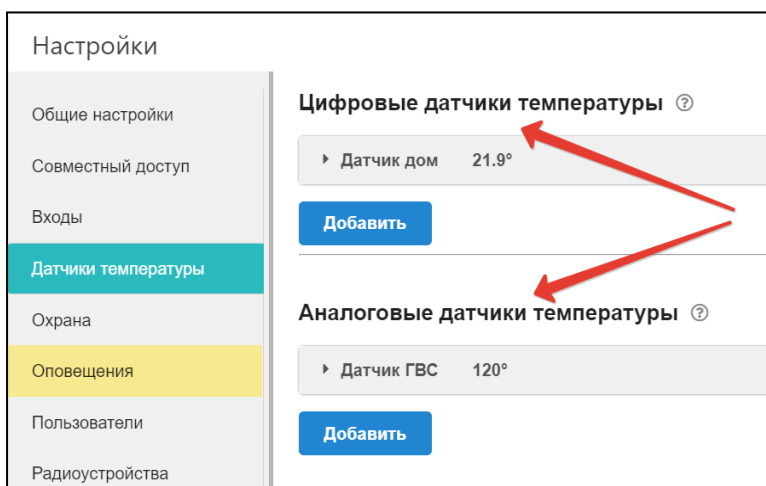 Настройки
Общие настройки
Совместный доступ
Входы
Датчики температуры
Охрана
Оповещения
Пользователи
Радиоустройства
Цифровые датчики температуры ?
Датчик дом 21.9°
Добавить
Аналоговые датчики температуры ?
Датчик ГВС 120°
Добавить